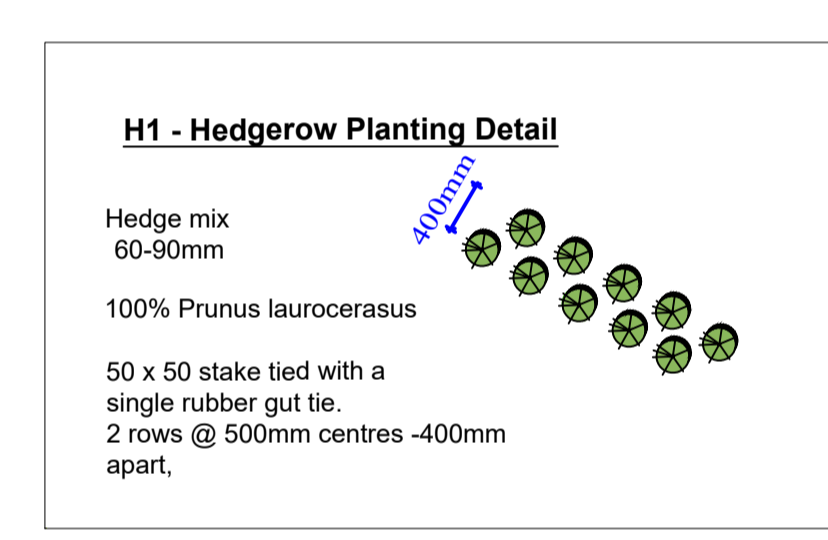 H1 - Hedgerow Planting Detail
400mm
Hedge mix
60-90mm
100% Prunus laurocerasus
50 x 50 stake tied with a
single rubber gut tie.
2 rows @ 500mm centres -400mm
apart,